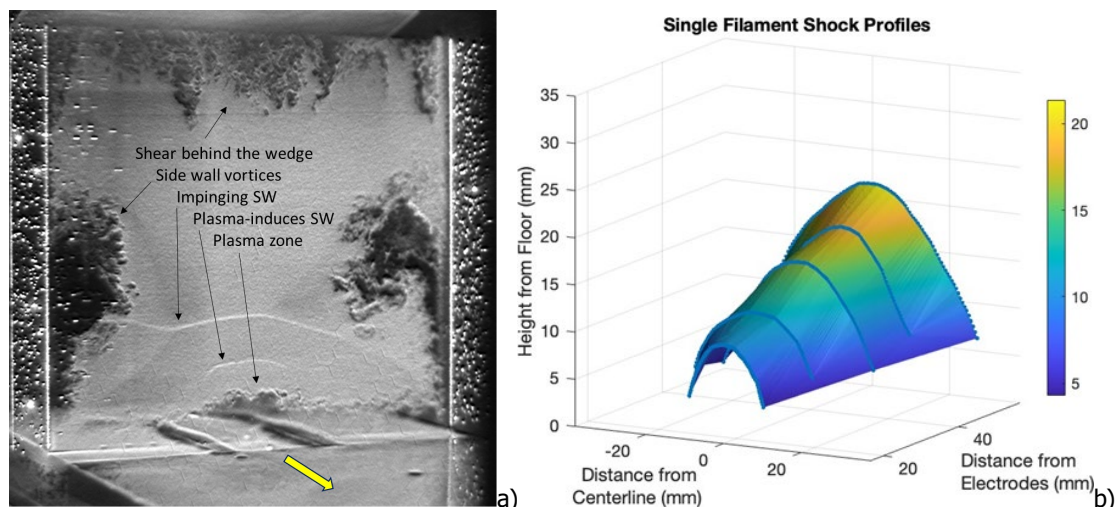 Shear behind the wedge
Side wall vortices
Impinging SW
Plasma-induces SW
Plasma zone
a)
Single Filament Shock Profiles
Height from Floor (mm)
35
30
25
20
15
10
5
0
-20
0
20
Distance from
Centerline (mm)
20
40
Distance from
Electrodes (mm)
20
15
10
5
b)